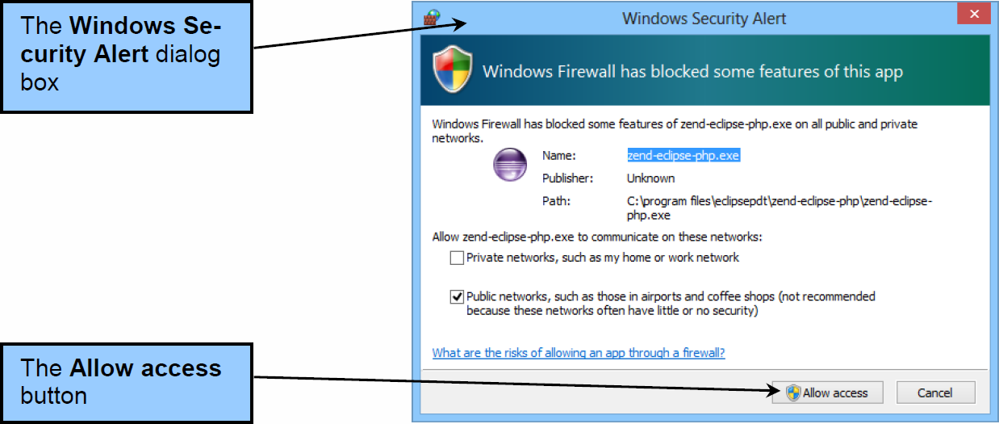 The Windows Se-
curity Alert dialog
box
Windows Security Alert
Windows Firewall has blocked some features of this app
Windows Firewall has blocked some features of zend-eclipse-php.exe on all public and private
networks.
Name: zend-eclipse-php.exe
Publisher: Unknown
Path: C:\program files\eclipsepdt\zend-eclipse-php\zend-eclipse-
php.exe
Allow zend-eclipse-php.exe to communicate on these networks:
Private networks, such as my home or work network
Public networks, such as those in airports and coffee shops (not recommended
because these networks often have little or no security)
What are the risks of allowing an app through a firewall?
The Allow access
button
Allow access
Cancel